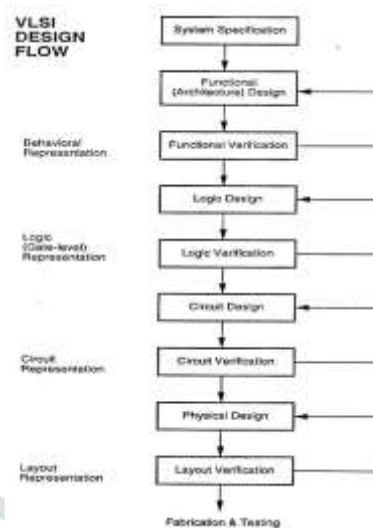 VLSI
DESIGN
FLOW
System Specification
Functional
(Architecture) Design
Behavioral
Representation
Functional Verification
Logic Design
Logic
(Gate-level)
Representation
Logic Verification
Circuit Design
Circuit
Representation
Circuit Verification
Physical Design
Layout
Representation
Layout Verification
Fabrication & Testing